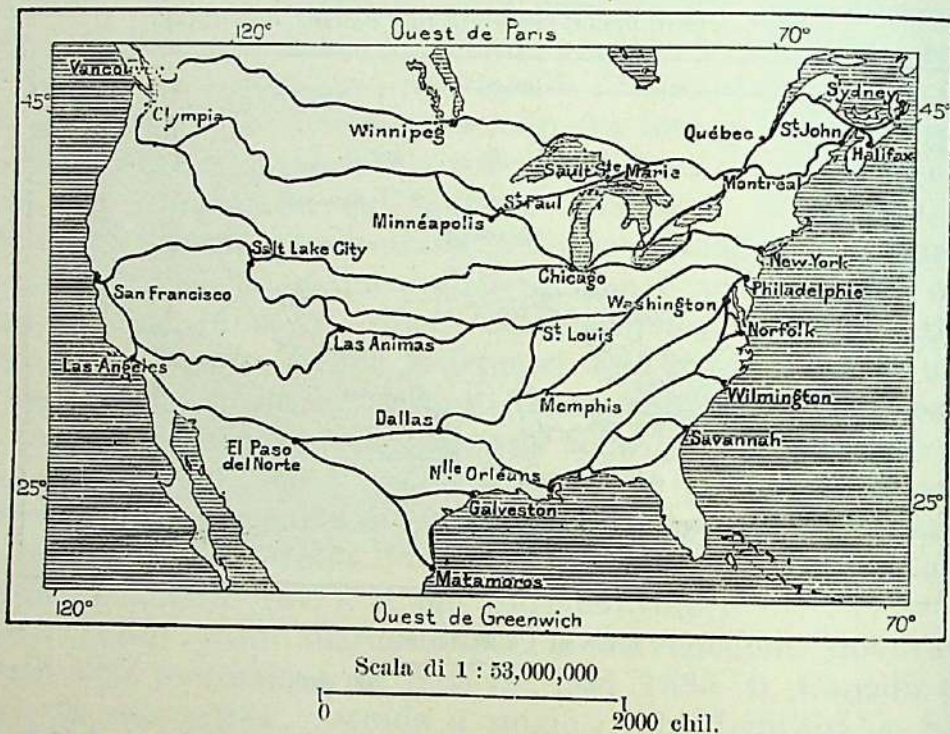 Ouest de Paris
120° 70°
Vancou
45° 45°
Clympia
Winnipeg
Québec
St John
Sydney
Halifax
Sault Ste Marie
Montréal
St Paul
Minnéapolis
Salt Lake City
Chicago
New York
San Francisco
Washington
Philadelphie
St Louis
Norfolk
Las Animas
Las Angeles
Memphis
Wilmington
Dallas
Savannah
El Paso
del Norte
Nlle Orléuns
25° 25°
Galveston
Matamoros
120° 70°
Ouest de Greenwich
Scala di 1 : 53,000,000
0 2000 chil.